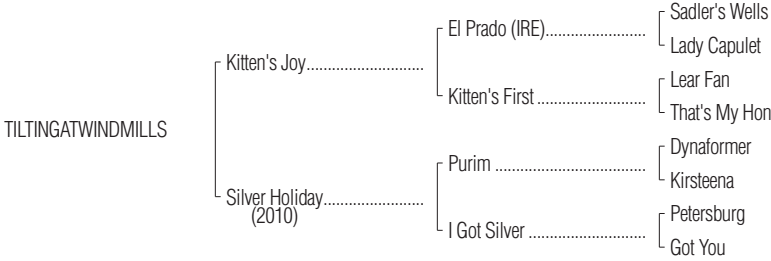 Sadler's Wells
El Prado (IRE)
Lady Capulet
Kitten's Joy
Lear Fan
Kitten's First
That's My Hon
TILTINGATWINDMILLS
Dynaformer
Purim
Kirsteena
Silver Holiday
(2010)
Petersburg
I Got Silver
Got You